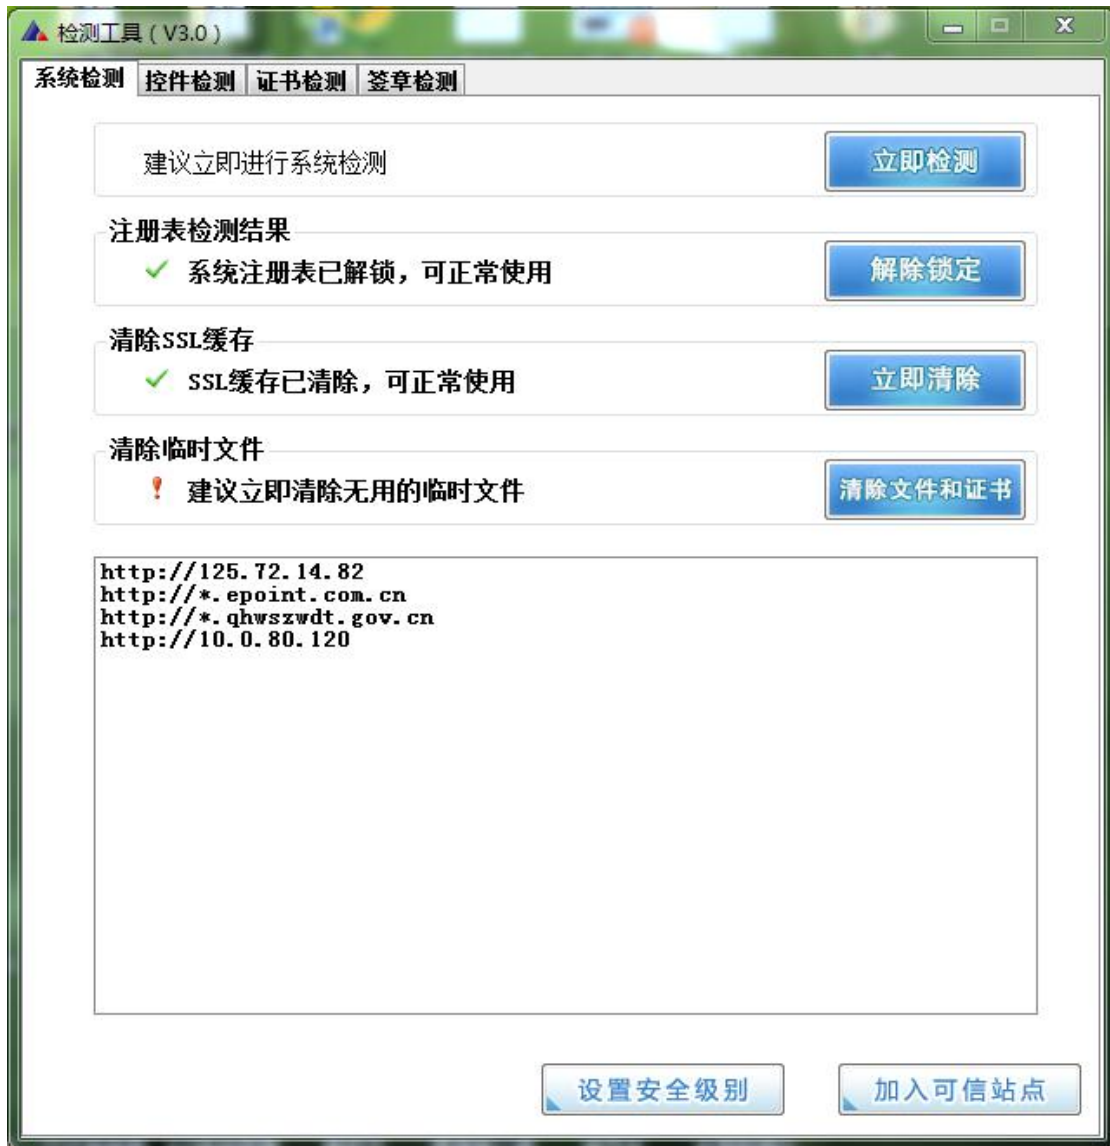 检测工具（V3.0）
系统检测 控件检测 证书检测 签章检测
建议立即进行系统检测 立即检测
注册表检测结果
系统注册表已解锁，可正常使用 解除锁定
清除SSL缓存
SSL缓存已清除，可正常使用 立即清除
清除临时文件
建议立即清除无用的临时文件 清除文件和证书
http://125.72.14.82
http://*.epoint.com.cn
http://*.qhwszwdt.gov.cn
http://10.0.80.120
设置安全级别 加入可信站点